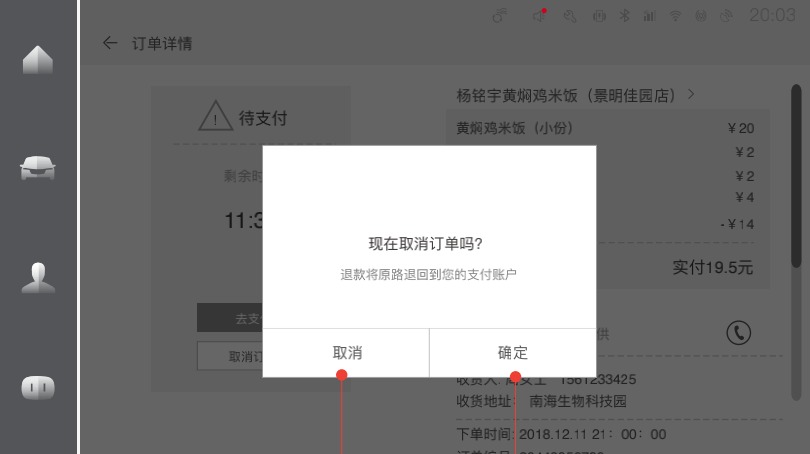 20:03
订单详情
待支付
剩余时
11:3
去支
取消订
杨铭宇黄焖鸡米饭（景明佳园店）
黄焖鸡米饭（小份） ￥20
￥2
￥2
￥4
-￥14
实付19.5元
现在取消订单吗?
退款将原路退回到您的支付账户
取消
确定
供
收货人: 周女士 1561233425
收货地址: 南海生物科技园
下单时间: 2018.12.11 21：00：00